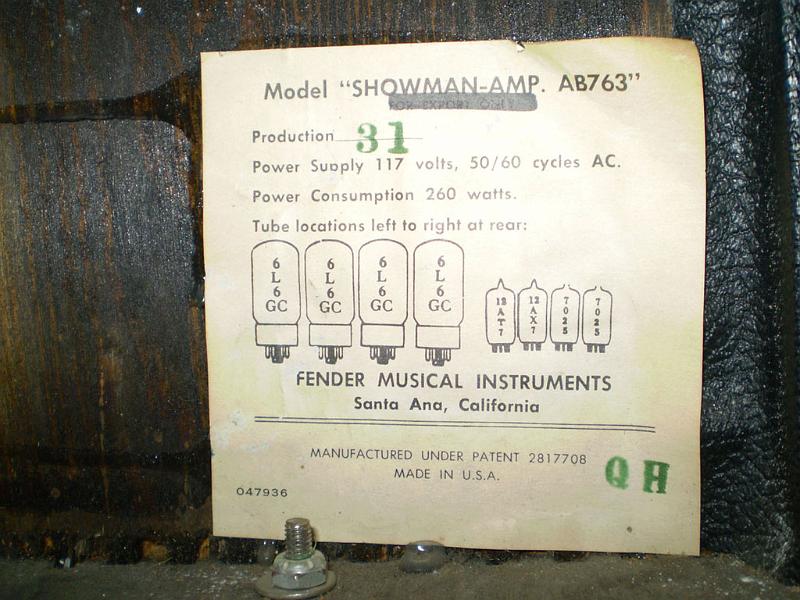 Model "SHOWMAN-AMP. AB763"
FOR EXPORT ONLY
Production 31
Power Supply 117 volts, 50/60 cycles AC.
Power Consumption 260 watts.
Tube locations left to right at rear:
6L6GC 6L6GC 6L6GC 6L6GC 12AT7 12AX7 7025 7025
FENDER MUSICAL INSTRUMENTS
Santa Ana, California
MANUFACTURED UNDER PATENT 2817708
MADE IN U.S.A.
QH
047936